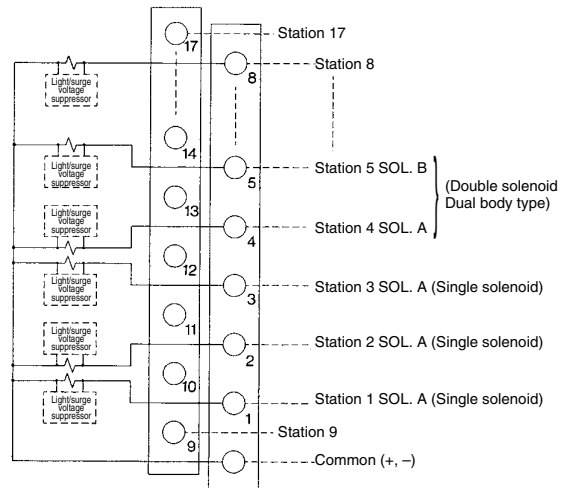 17
Station 17
8
Station 8
Light/surge
voltage
suppressor
14
Light/surge
voltage
suppressor
5
Station 5 SOL. B
(Double solenoid
Dual body type)
13
Light/surge
voltage
suppressor
4
Station 4 SOL. A
12
Light/surge
voltage
suppressor
3
Station 3 SOL. A (Single solenoid)
11
Light/surge
voltage
suppressor
2
Station 2 SOL. A (Single solenoid)
10
Light/surge
voltage
suppressor
1
Station 1 SOL. A (Single solenoid)
9
Station 9
Common (+, –)